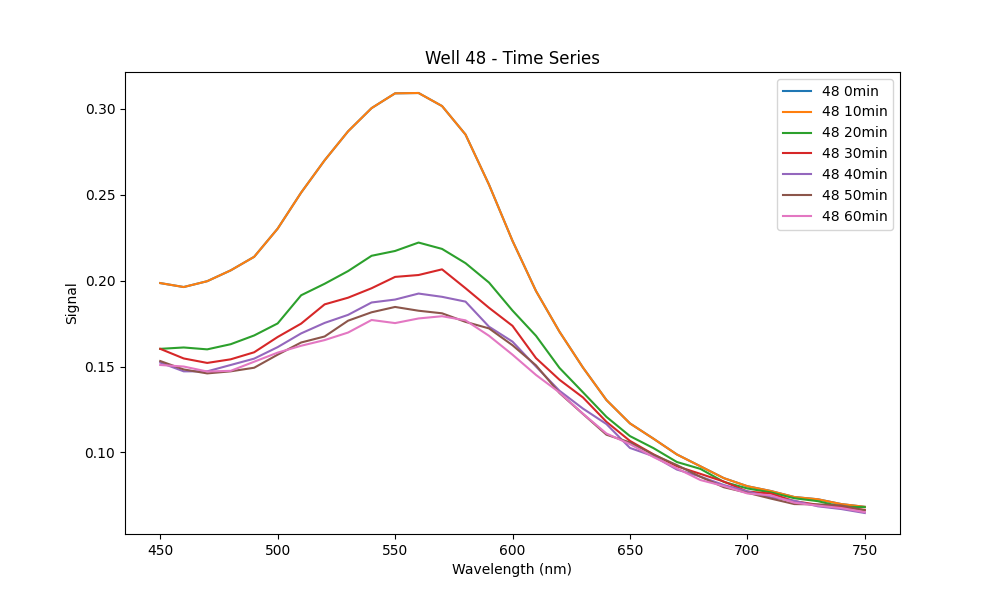 Well 48 - Time Series
48 0min
48 10min
48 20min
48 30min
48 40min
48 50min
48 60min
0.30
0.25
0.20
0.15
0.10
Signal
450 500 550 600 650 700 750
Wavelength (nm)